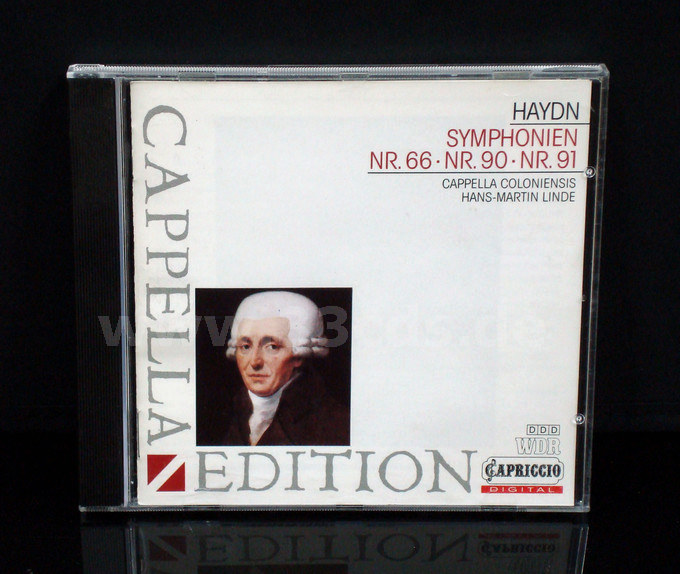 HAYDN
SYMPHONIEN
NR. 66 · NR. 90 · NR. 91
CAPPELLA COLONIENSIS
HANS-MARTIN LINDE
CAPPELLA
EDITION
DDD
WDR
CAPRICCIO
DIGITAL